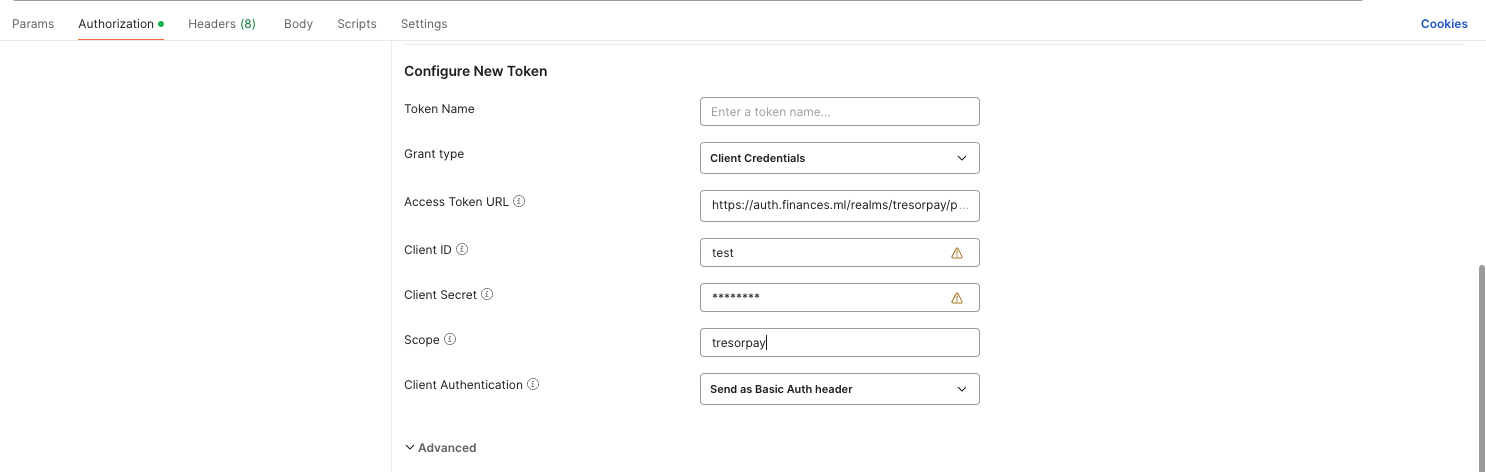 Params Authorization Headers (8) Body Scripts Settings Cookies
Configure New Token
Token Name Enter a token name...
Grant type Client Credentials
Access Token URL https://auth.finances.ml/realms/tresorpay/p...
Client ID test
Client Secret ********
Scope tresorpay
Client Authentication Send as Basic Auth header
Advanced